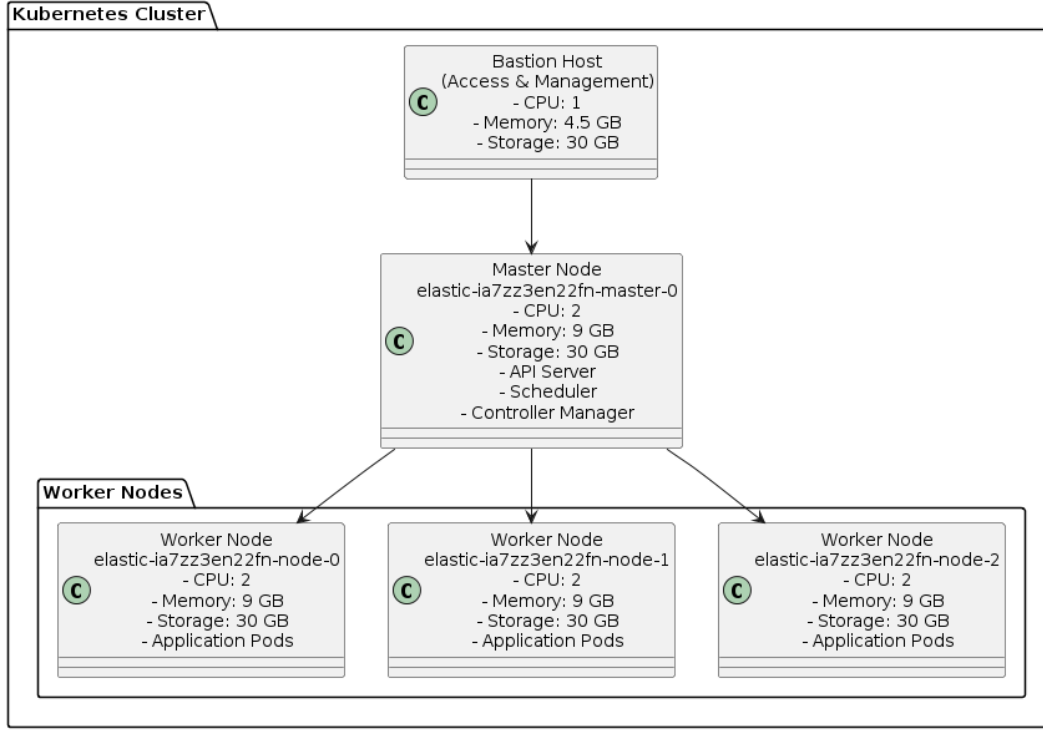 Kubernetes Cluster
Bastion Host
(Access & Management)
- CPU: 1
- Memory: 4.5 GB
- Storage: 30 GB
C
Master Node
elastic-ia7zz3en22fn-master-0
- CPU: 2
- Memory: 9 GB
- Storage: 30 GB
- API Server
- Scheduler
- Controller Manager
C
Worker Nodes
Worker Node
elastic-ia7zz3en22fn-node-0
- CPU: 2
- Memory: 9 GB
- Storage: 30 GB
- Application Pods
C
Worker Node
elastic-ia7zz3en22fn-node-1
- CPU: 2
- Memory: 9 GB
- Storage: 30 GB
- Application Pods
C
Worker Node
elastic-ia7zz3en22fn-node-2
- CPU: 2
- Memory: 9 GB
- Storage: 30 GB
- Application Pods
C